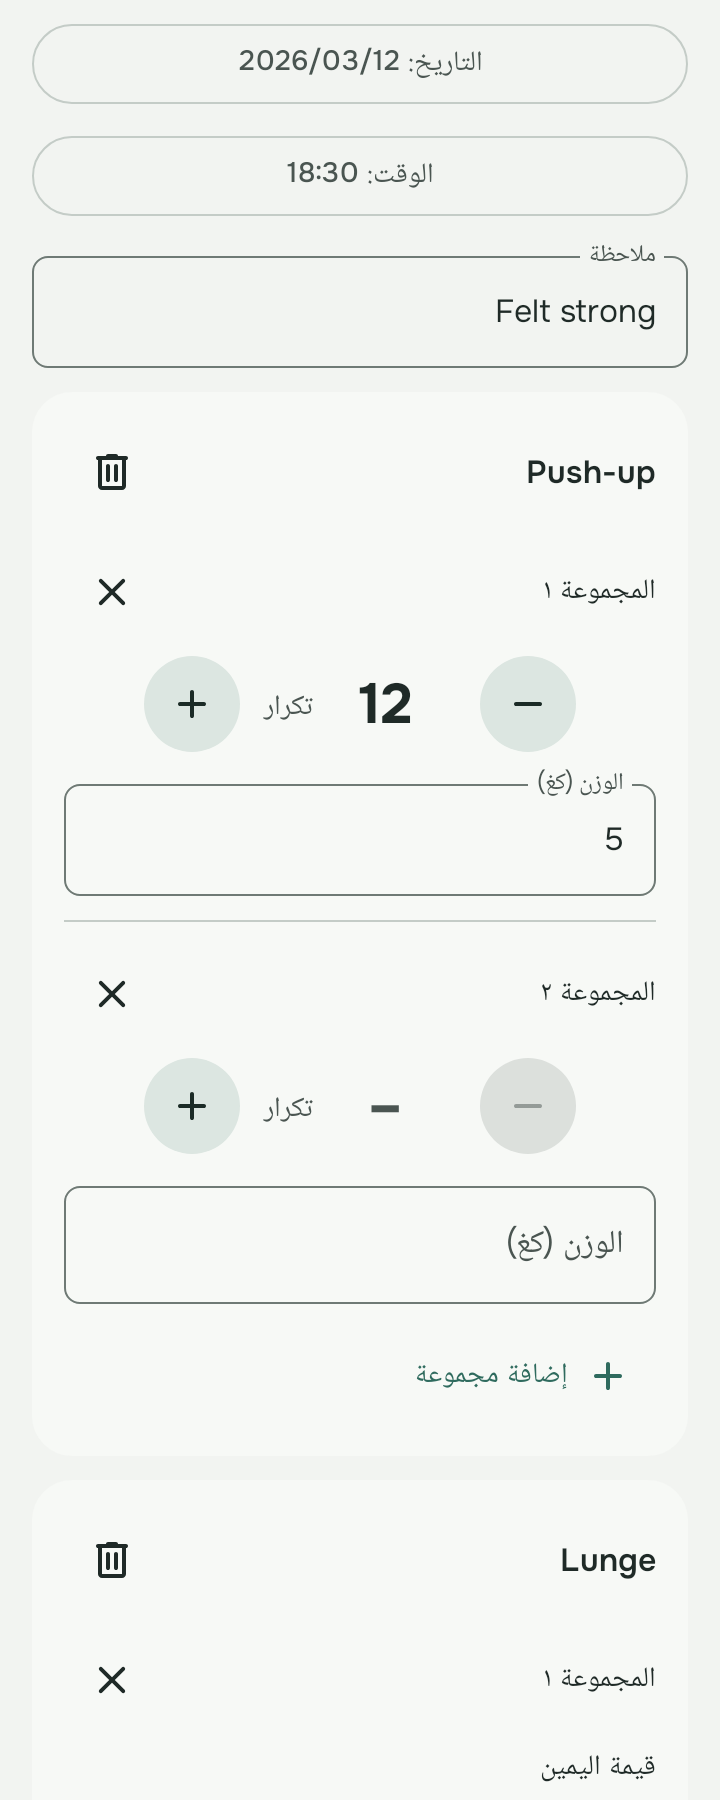 التاريخ: 2026/03/12
الوقت: 18:30
ملاحظة
Felt strong
Push-up
المجموعة ١
12 تكرار
الوزن (كغ)
5
المجموعة ٢
– تكرار
الوزن (كغ)
إضافة مجموعة
Lunge
المجموعة ١
قيمة اليمين